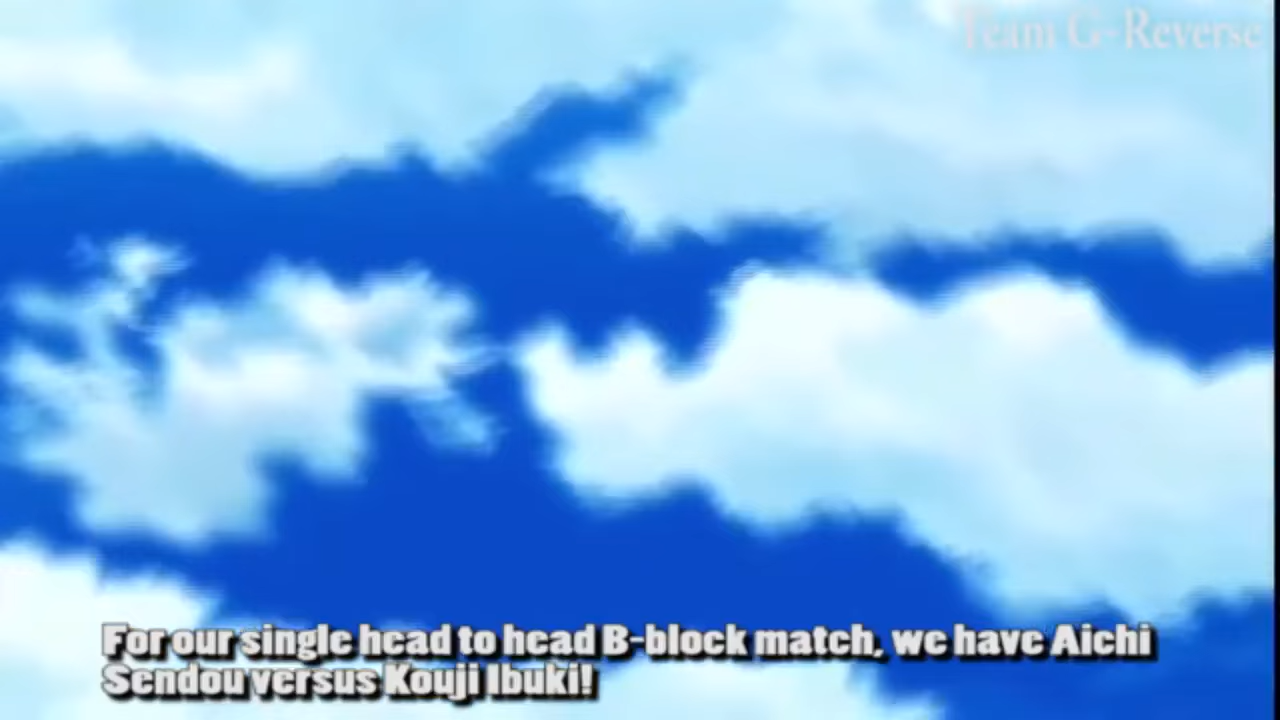 Team G-Reverse
For our single head to head B-block match, we have Aichi
Sendou versus Kouji Ibuki!